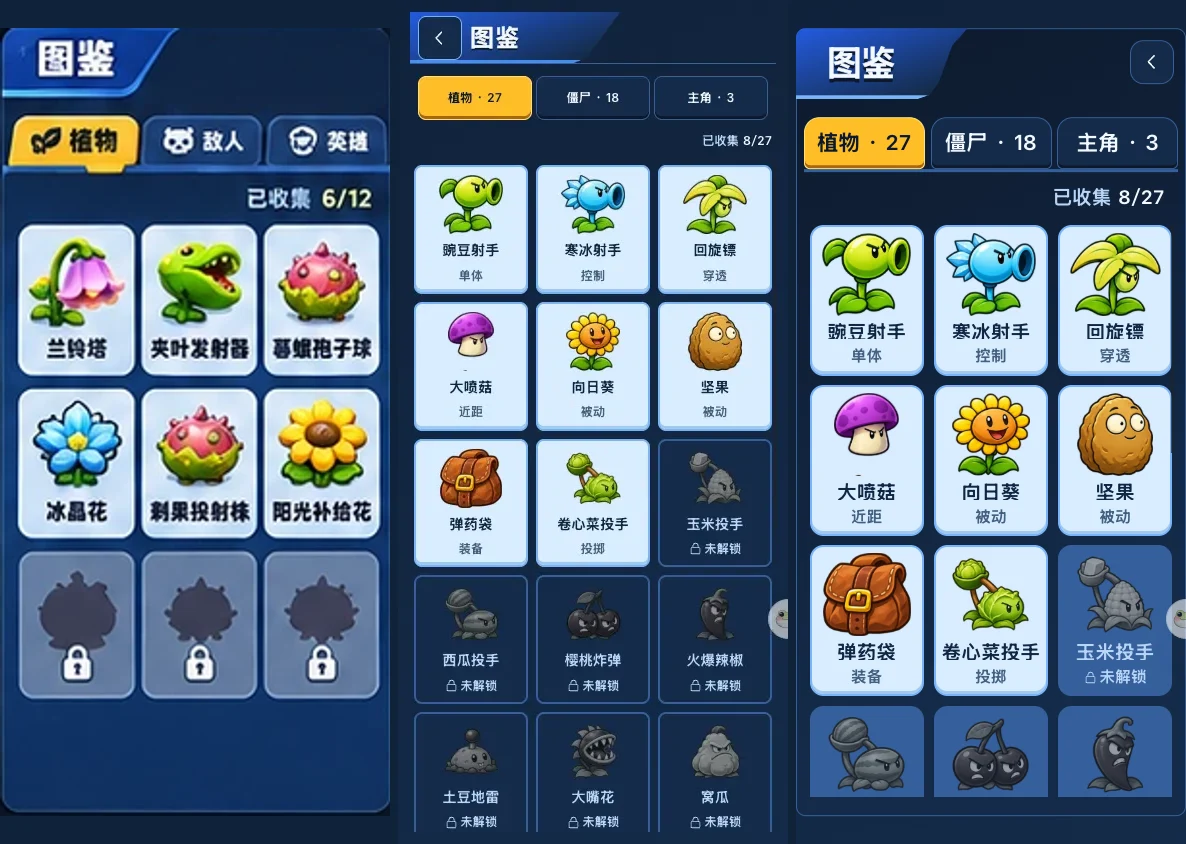 图鉴
植物
敌人
英雄
已收集 6/12
兰铃塔
夹叶发射器
冰晶花
刺果投射株
阳光补给花
图鉴
植物 · 27
僵尸 · 18
主角 · 3
已收集 8/27
豌豆射手
寒冰射手
回旋镖
单体
控制
穿透
大喷菇
向日葵
坚果
近距
被动
被动
弹药袋
卷心菜投手
玉米投手
装备
投掷
未解锁
西瓜投手
樱桃炸弹
火爆辣椒
未解锁
未解锁
未解锁
土豆地雷
大嘴花
窝瓜
未解锁
未解锁
未解锁
图鉴
植物 · 27
僵尸 · 18
主角 · 3
已收集 8/27
豌豆射手
寒冰射手
回旋镖
单体
控制
穿透
大喷菇
向日葵
坚果
近距
被动
被动
弹药袋
卷心菜投手
玉米投手
装备
投掷
未解锁